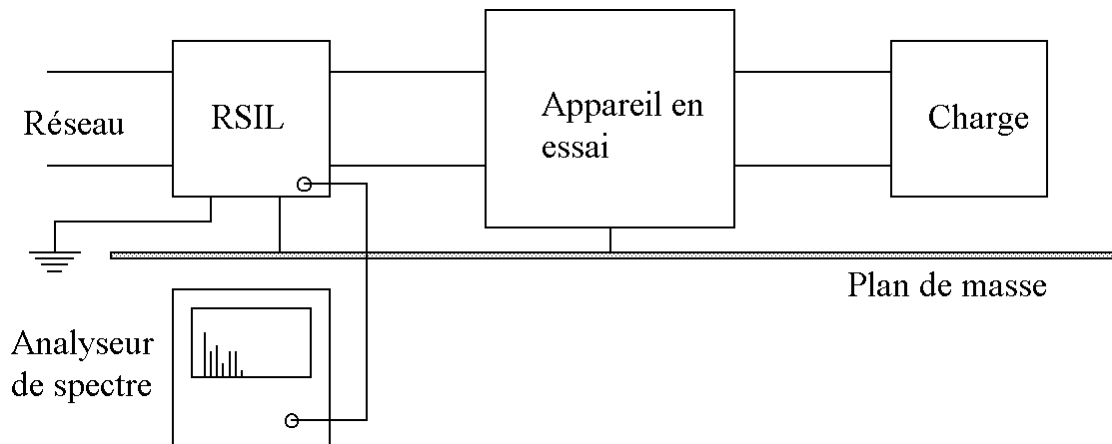 Réseau
RSIL
Appareil en
essai
Charge
Plan de masse
Analyseur
de spectre